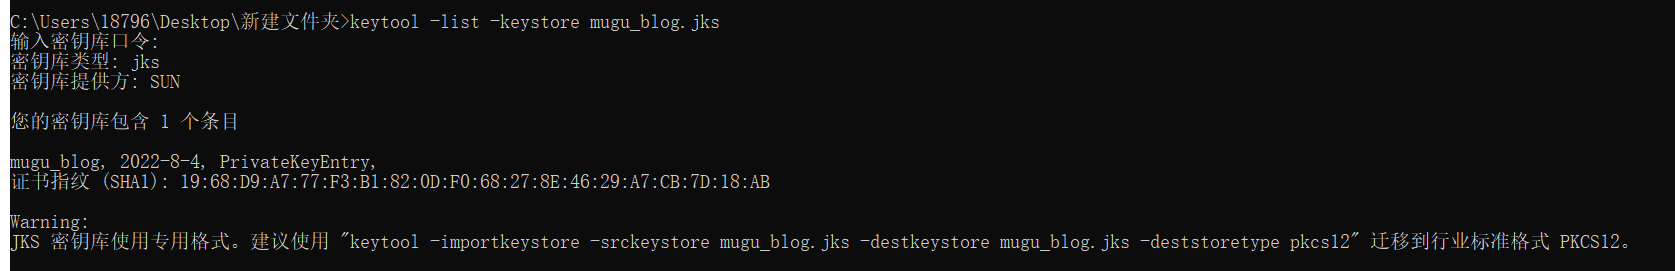 C:\Users\18796\Desktop\新建文件夹>keytool -list -keystore mugu_blog.jks
输入密钥库口令:
密钥库类型: jks
密钥库提供方: SUN
您的密钥库包含 1 个条目
mugu_blog, 2022-8-4, PrivateKeyEntry,
证书指纹 (SHA1): 19:68:D9:A7:77:F3:B1:82:0D:F0:68:27:8E:46:29:A7:CB:7D:18:AB
Warning:
JKS 密钥库使用专用格式。建议使用 "keytool -importkeystore -srckeystore mugu_blog.jks -destkeystore mugu_blog.jks -deststoretype pkcs12" 迁移到行业标准格式 PKCS12。